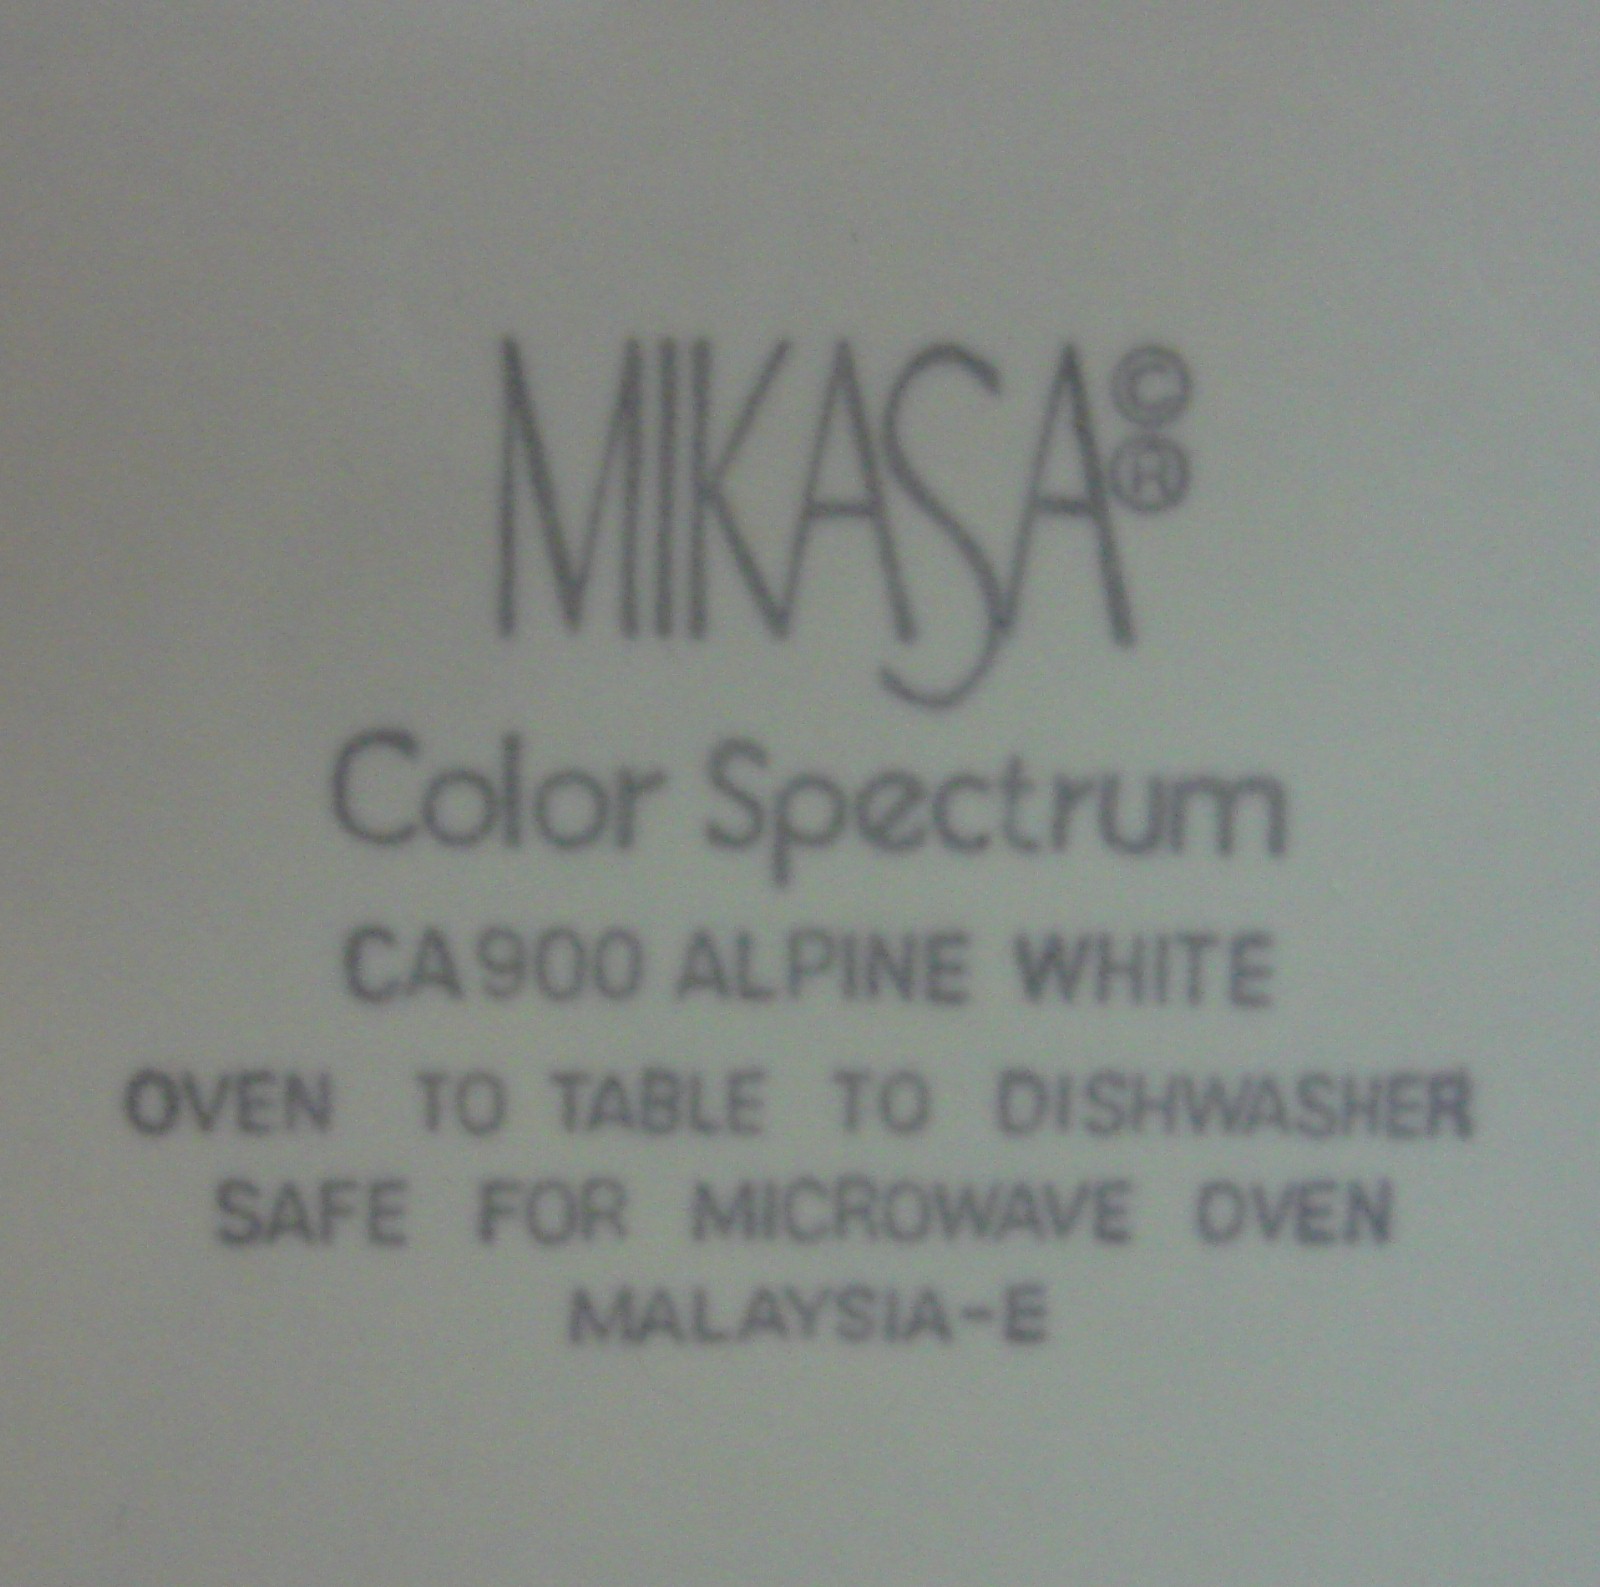 MIKASA©®
Color Spectrum
CA900 ALPINE WHITE
OVEN TO TABLE TO DISHWASHER
SAFE FOR MICROWAVE OVEN
MALAYSIA-E